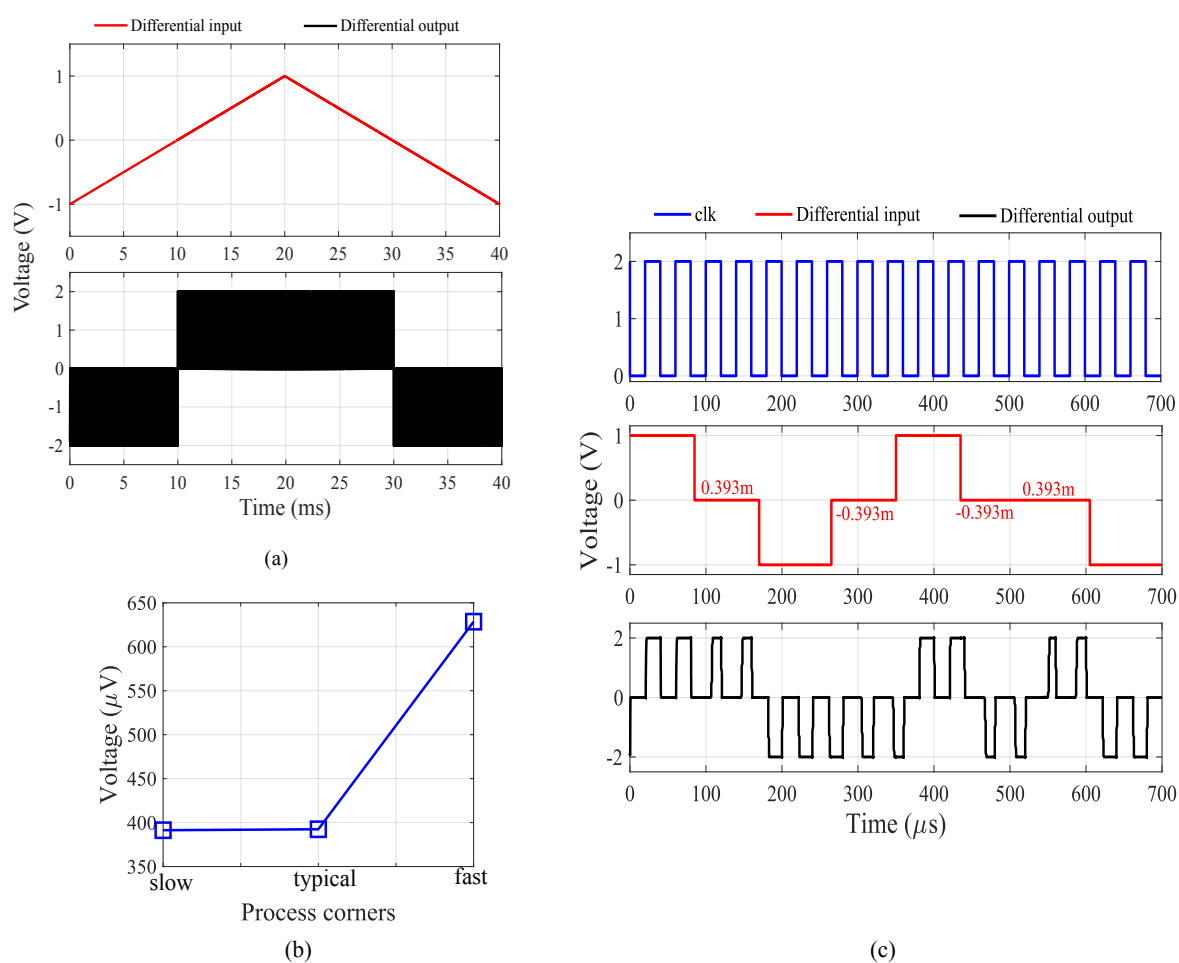 Differential input Differential output
1
0
-1
0 5 10 15 20 25 30 35 40
Voltage (V)
2
1
0
-1
-2
0 5 10 15 20 25 30 35 40
Time (ms)
(a)
650
600
550
500
450
400
350
Voltage (μV)
slow typical fast
Process corners
(b)
clk Differential input Differential output
2
1
0
0 100 200 300 400 500 600 700
Voltage (V)
1
0
-1
0.393m 0.393m
-0.393m -0.393m
0 100 200 300 400 500 600 700
2
0
-2
0 100 200 300 400 500 600 700
Time (μs)
(c)